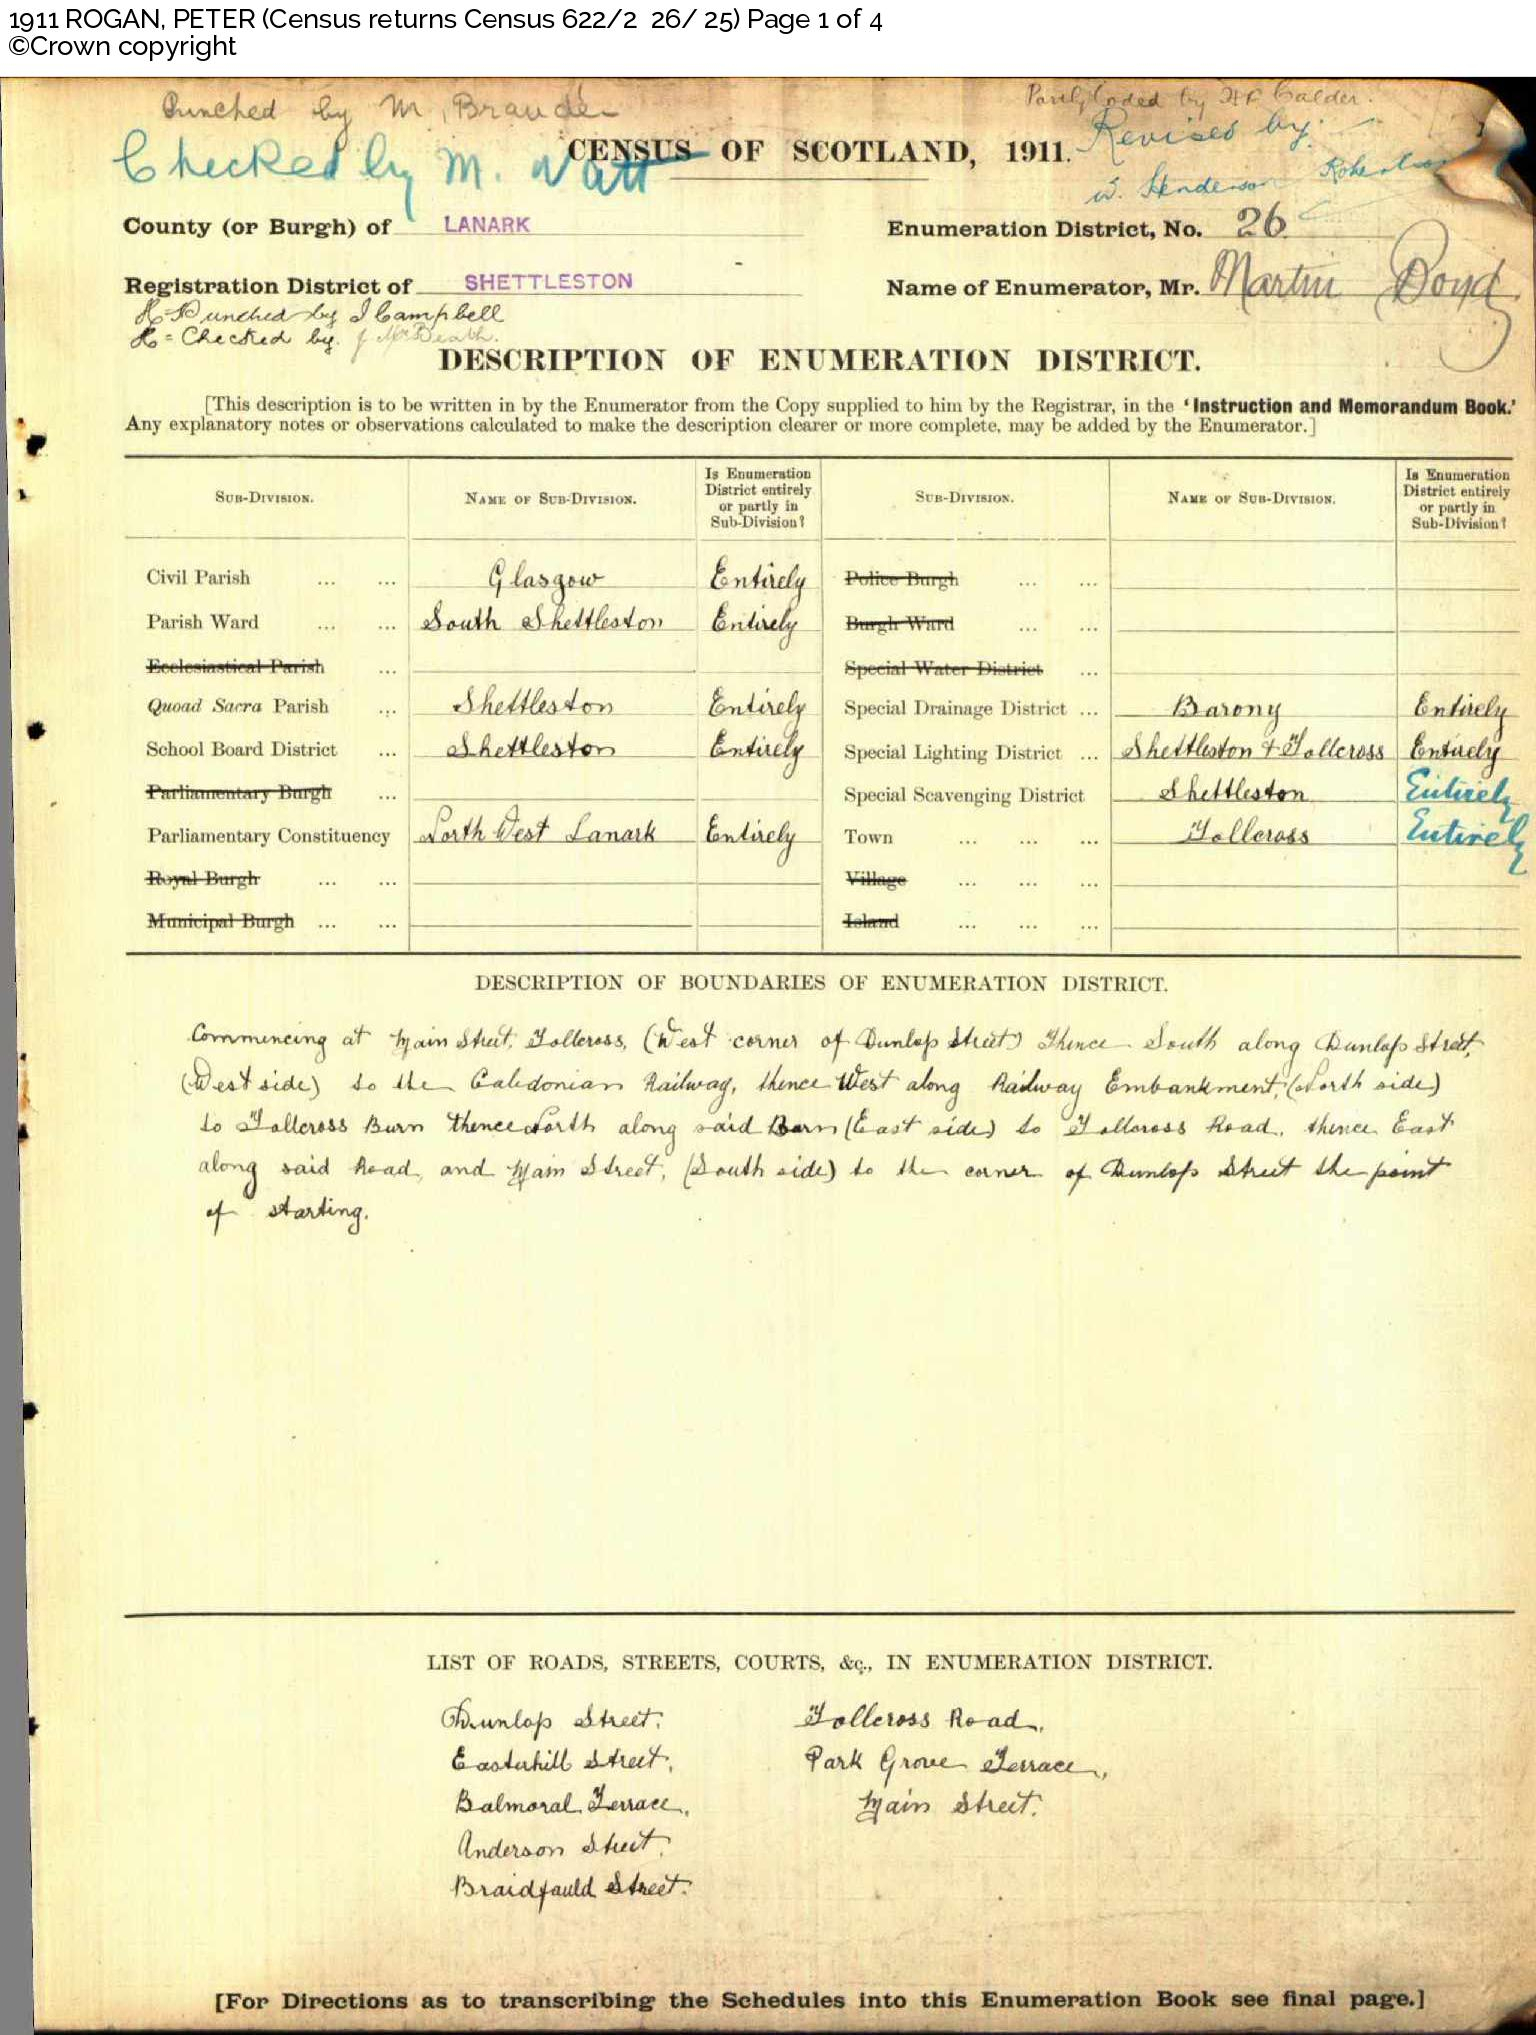 1911 ROGAN, PETER (Census returns Census 622/2 26/ 25) Page 1 of 4
©Crown copyright
Punched by M.
Partly Coded by Calder.
Checked by M. Watt
CENSUS OF SCOTLAND, 1911.
Revised by:
W. Henderson Robertson
County (or Burgh) of LANARK
Enumeration District, No. 26
Registration District of SHETTLESTON
Name of Enumerator, Mr. Martin Boyd
H = Punched by J Campbell
H = Checked by
DESCRIPTION OF ENUMERATION DISTRICT.
[This description is to be written in by the Enumerator from the Copy supplied to him by the Registrar, in the 'Instruction and Memorandum Book.'
Any explanatory notes or observations calculated to make the description clearer or more complete, may be added by the Enumerator.]
SUB-DIVISION. NAME OF SUB-DIVISION. Is Enumeration District entirely or partly in Sub-Division? SUB-DIVISION. NAME OF SUB-DIVISION. Is Enumeration District entirely or partly in Sub-Division?
Civil Parish ... ... Glasgow Entirely Police Burgh ... ...
Parish Ward ... ... South Shettleston Entirely Burgh Ward ... ...
Ecclesiastical Parish ... Special Water District ...
Quoad Sacra Parish ... Shettleston Entirely Special Drainage District ... Barony Entirely
School Board District ... Shettleston Entirely Special Lighting District ... Shettleston & Tollcross Entirely
Parliamentary Burgh ... Special Scavenging District Shettleston Entirely
Parliamentary Constituency North West Lanark Entirely Town ... ... ... Tollcross Entirely
Royal Burgh ... ... Village ... ... ...
Municipal Burgh ... ... Island ... ... ...
DESCRIPTION OF BOUNDARIES OF ENUMERATION DISTRICT.
Commencing at Main Street, Tollcross, (West corner of Dunlop Street) Thence South along Dunlop Street,
(West side) to the Caledonian Railway, thence West along Railway Embankment, (North side)
to Tollcross Burn thence North along said Burn (East side) to Tollcross Road, thence East
along said Road, and Main Street, (South side) to the corner of Dunlop Street the point
of starting.
LIST OF ROADS, STREETS, COURTS, &c., IN ENUMERATION DISTRICT.
Dunlop Street. Tollcross Road,
Easterhill Street, Park Grove Terrace,
Balmoral Terrace, Main Street.
Anderson Street,
Braidfauld Street.
[For Directions as to transcribing the Schedules into this Enumeration Book see final page.]